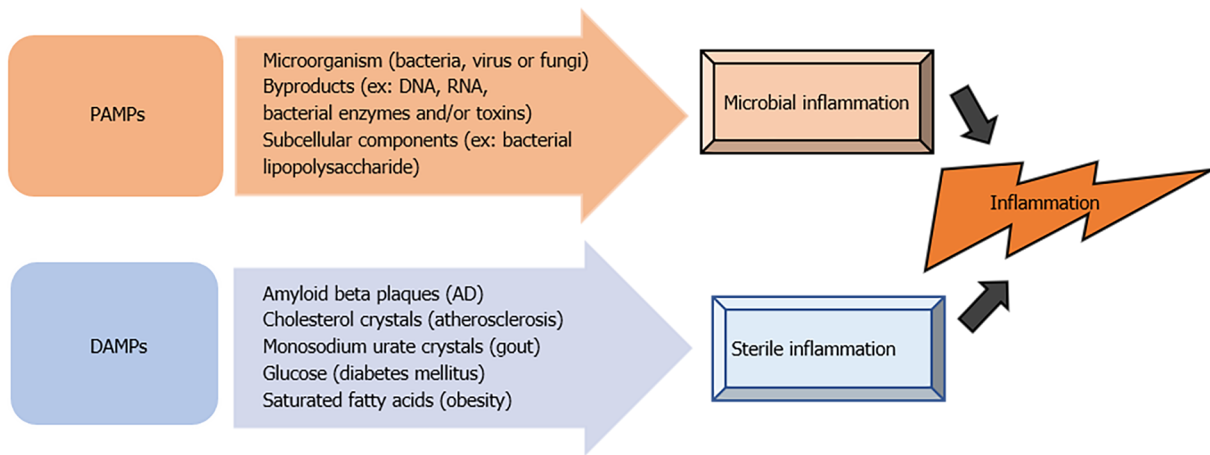 PAMPs
Microorganism (bacteria, virus or fungi)
Byproducts (ex: DNA, RNA,
bacterial enzymes and/or toxins)
Subcellular components (ex: bacterial
lipopolysaccharide)
Microbial inflammation
Inflammation
DAMPs
Amyloid beta plaques (AD)
Cholesterol crystals (atherosclerosis)
Monosodium urate crystals (gout)
Glucose (diabetes mellitus)
Saturated fatty acids (obesity)
Sterile inflammation